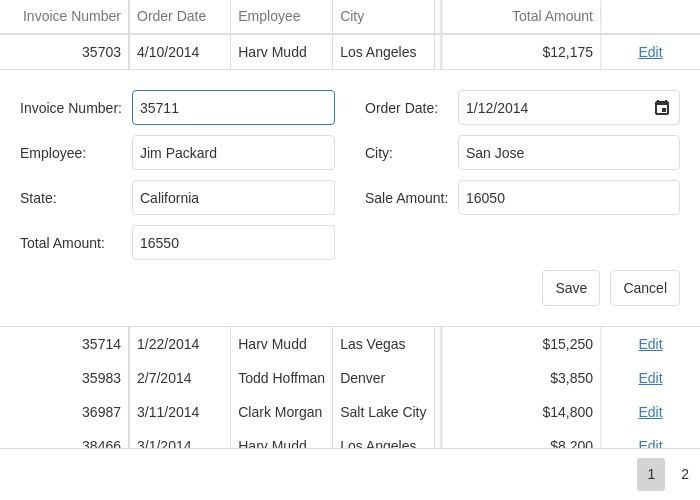 Invoice Number Order Date Employee City Total Amount
35703 4/10/2014 Harv Mudd Los Angeles $12,175 Edit
Invoice Number: 35711 Order Date: 1/12/2014
Employee: Jim Packard City: San Jose
State: California Sale Amount: 16050
Total Amount: 16550
Save Cancel
35714 1/22/2014 Harv Mudd Las Vegas $15,250 Edit
35983 2/7/2014 Todd Hoffman Denver $3,850 Edit
36987 3/11/2014 Clark Morgan Salt Lake City $14,800 Edit
38466 3/1/2014 Harv Mudd Los Angeles $8,200 Edit
1 2